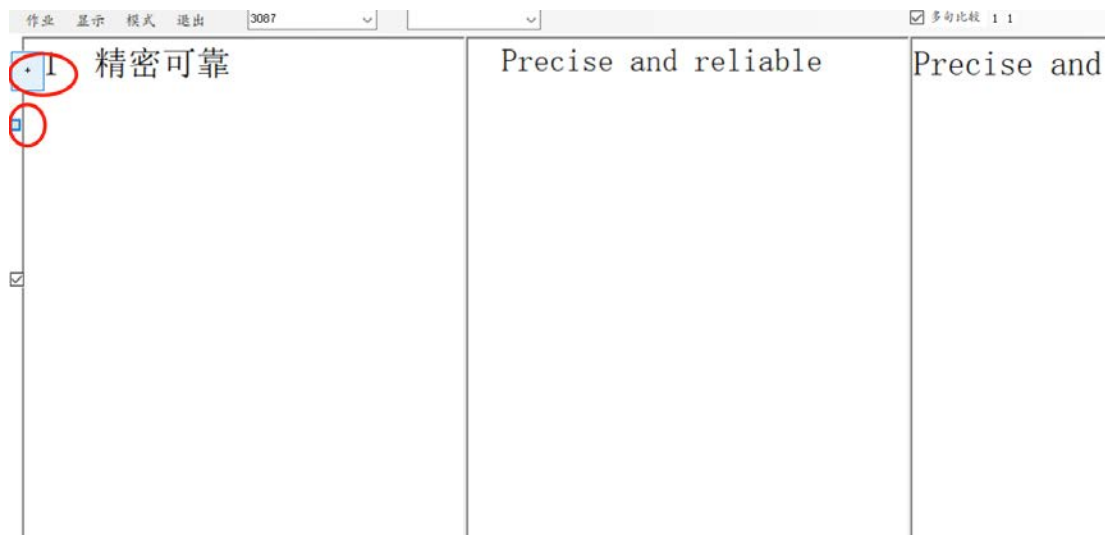 作业 显示 模式 退出 3087 多句比较 1 1
+ 1 精密可靠 Precise and reliable Precise and